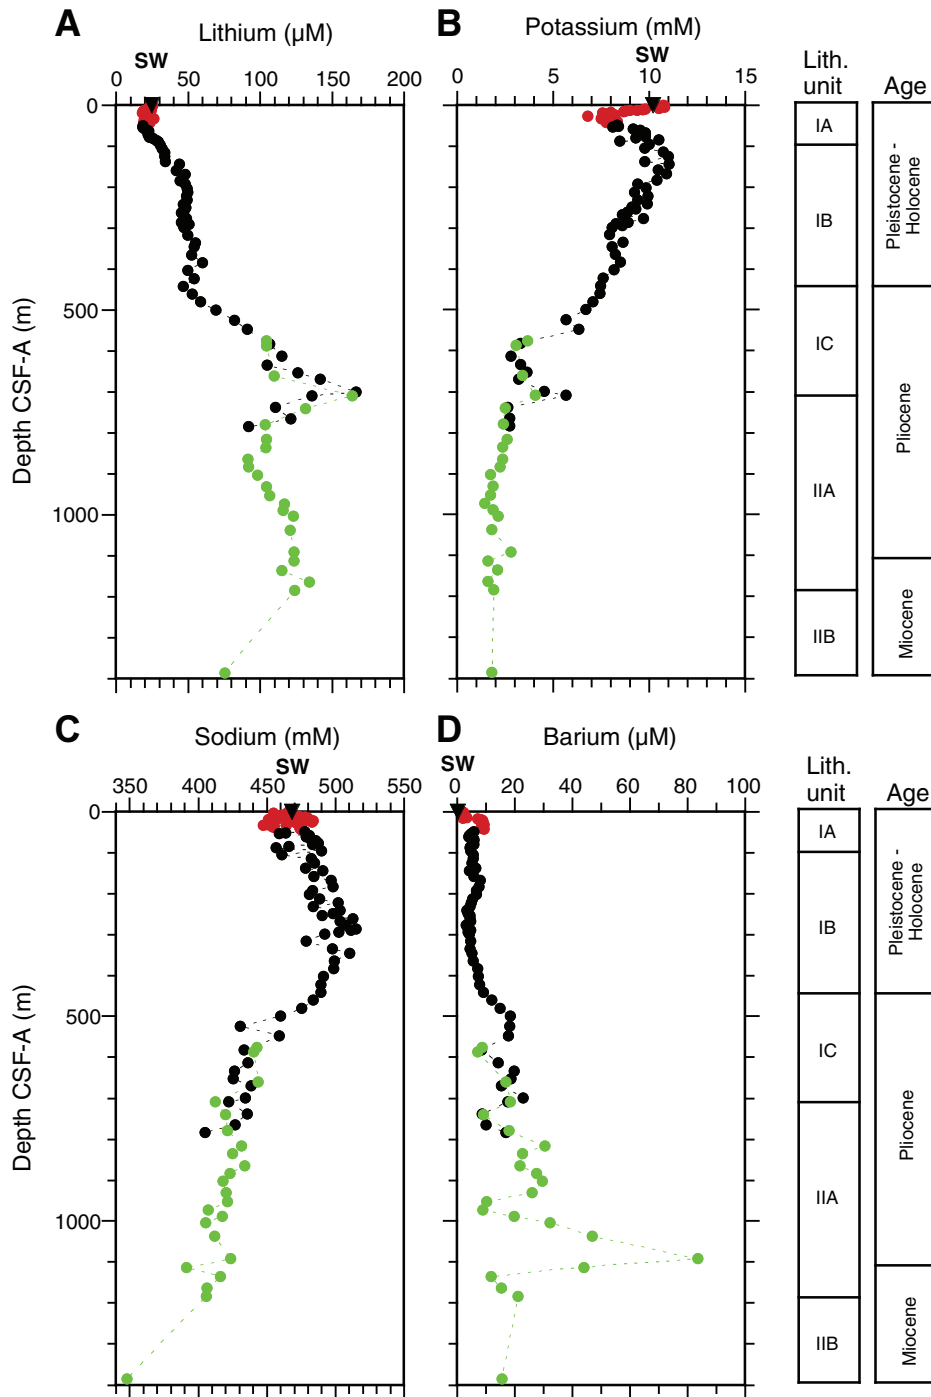 A
Lithium (µM)
SW
0 50 100 150 200
B
Potassium (mM)
SW
0 5 10 15
Lith.
unit
Age
Depth CSF-A (m)
0
500
1000
IA
IB
IC
IIA
IIB
Pleistocene -
Holocene
Pliocene
Miocene
C
Sodium (mM)
SW
350 400 450 500 550
D
Barium (µM)
SW
0 20 40 60 80 100
Lith.
unit
Age
Depth CSF-A (m)
0
500
1000
IA
IB
IC
IIA
IIB
Pleistocene -
Holocene
Pliocene
Miocene